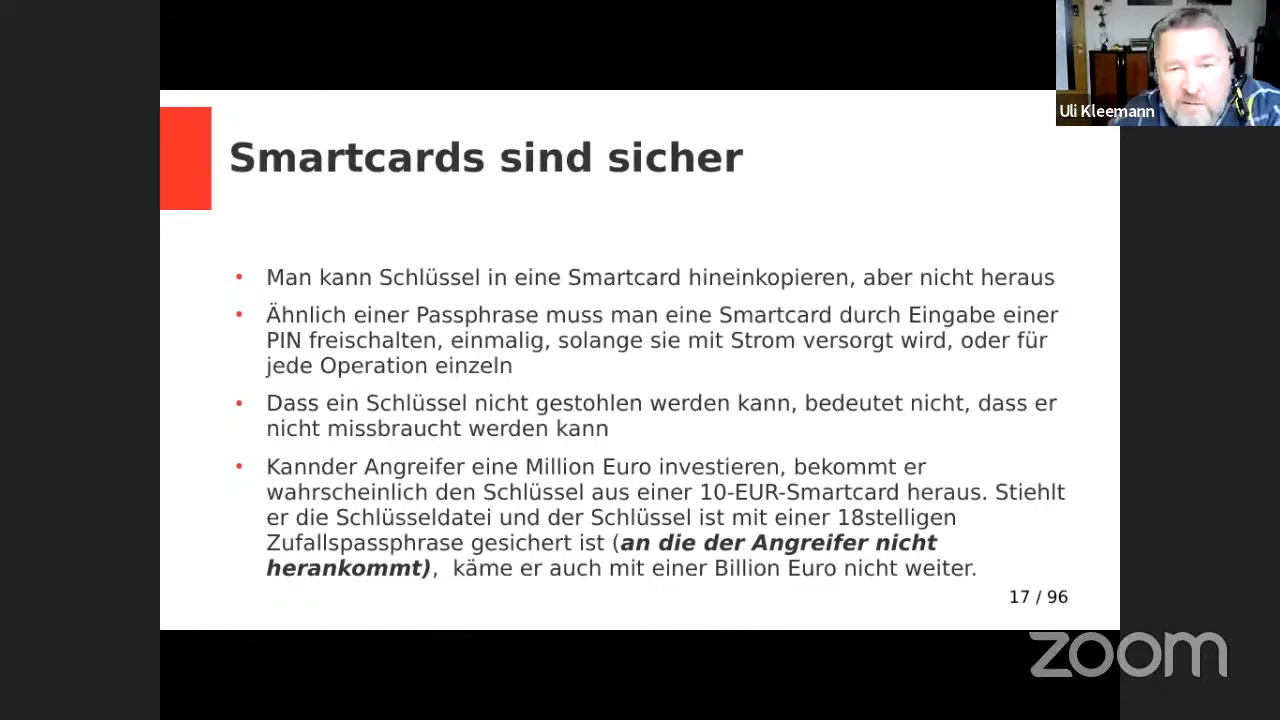 Uli Kleemann
Smartcards sind sicher
• Man kann Schlüssel in eine Smartcard hineinkopieren, aber nicht heraus
• Ähnlich einer Passphrase muss man eine Smartcard durch Eingabe einer
PIN freischalten, einmalig, solange sie mit Strom versorgt wird, oder für
jede Operation einzeln
• Dass ein Schlüssel nicht gestohlen werden kann, bedeutet nicht, dass er
nicht missbraucht werden kann
• Kannder Angreifer eine Million Euro investieren, bekommt er
wahrscheinlich den Schlüssel aus einer 10-EUR-Smartcard heraus. Stiehlt
er die Schlüsseldatei und der Schlüssel ist mit einer 18stelligen
Zufallspassphrase gesichert ist (an die der Angreifer nicht
herankommt), käme er auch mit einer Billion Euro nicht weiter.
17 / 96
zoom